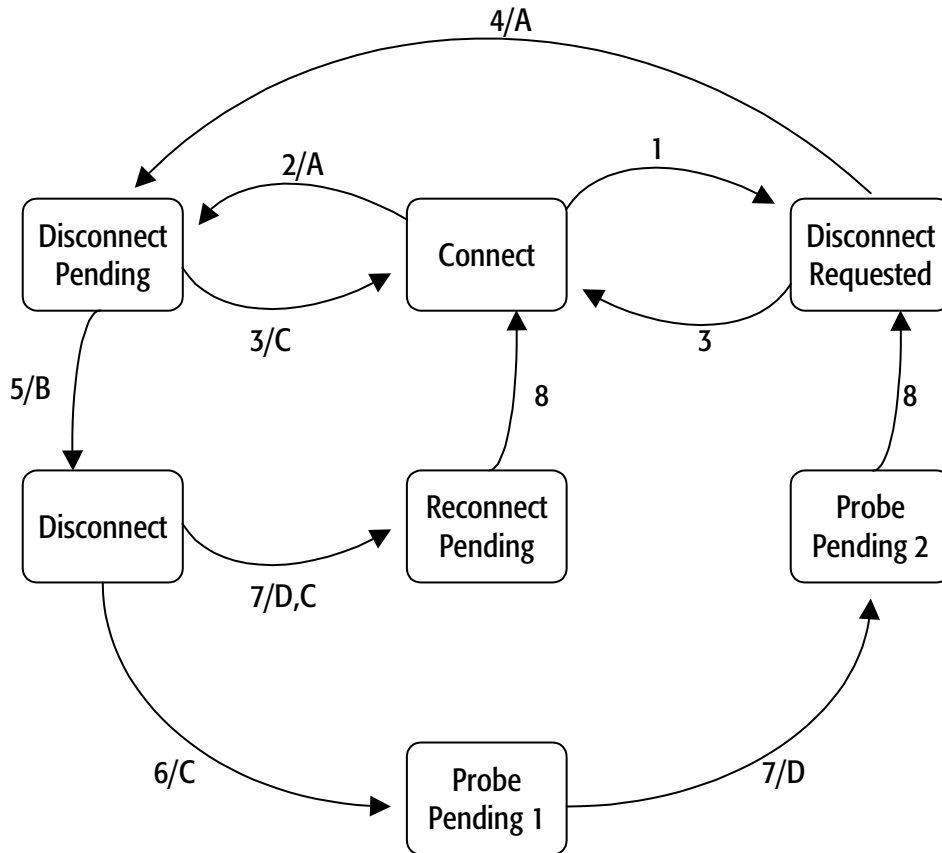 4/A
2/A
1
Disconnect
Pending
Connect
Disconnect
Requested
3/C
3
5/B
8
8
Disconnect
Reconnect
Pending
Probe
Pending 2
7/D,C
6/C
Probe
Pending 1
7/D